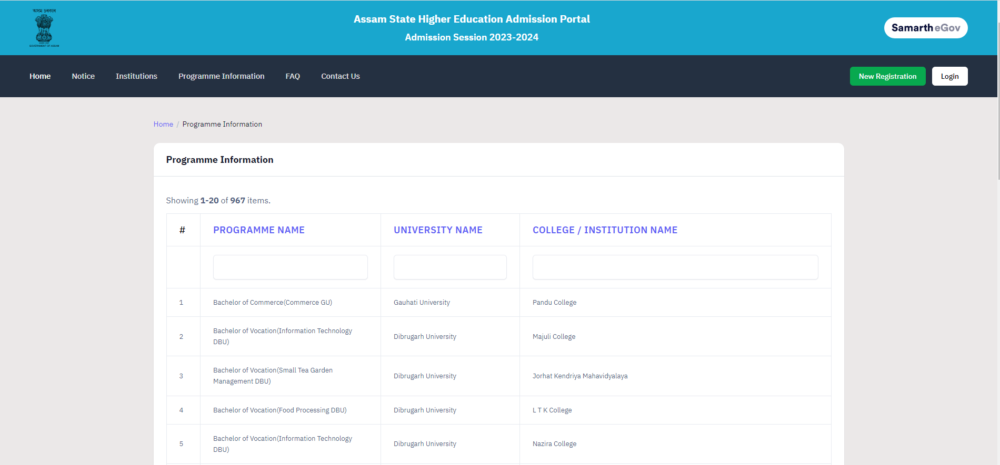 অসম চৰকাৰ
GOVERNMENT OF ASSAM
Assam State Higher Education Admission Portal
Admission Session 2023-2024
Samarth eGov
Home Notice Institutions Programme Information FAQ Contact Us New Registration Login
Home / Programme Information
Programme Information
Showing 1-20 of 967 items.
# PROGRAMME NAME UNIVERSITY NAME COLLEGE / INSTITUTION NAME
1 Bachelor of Commerce(Commerce GU) Gauhati University Pandu College
2 Bachelor of Vocation(Information Technology DBU) Dibrugarh University Majuli College
3 Bachelor of Vocation(Small Tea Garden Management DBU) Dibrugarh University Jorhat Kendriya Mahavidyalaya
4 Bachelor of Vocation(Food Processing DBU) Dibrugarh University L T K College
5 Bachelor of Vocation(Information Technology DBU) Dibrugarh University Nazira College